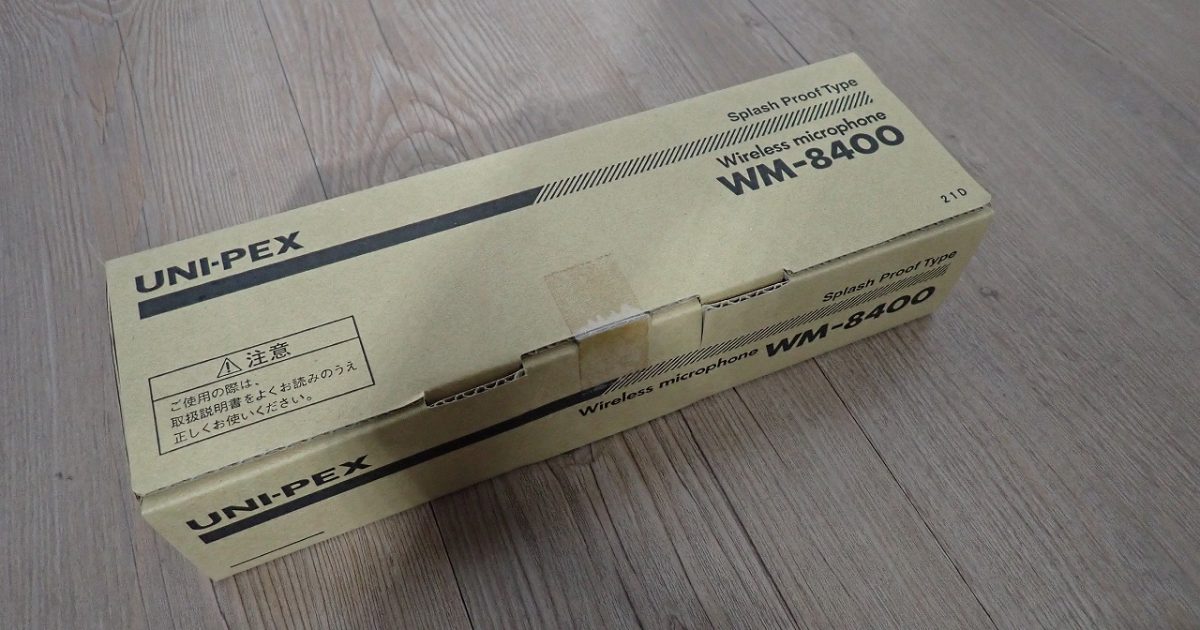 UNI-PEX
Splash Proof Type
Wireless microphone
WM-8400
21D
⚠注意
ご使用の際は、
取扱説明書をよくお読みのうえ
正しくお使いください。
Splash Proof Type
Wireless microphone WM-8400
UNI-PEX